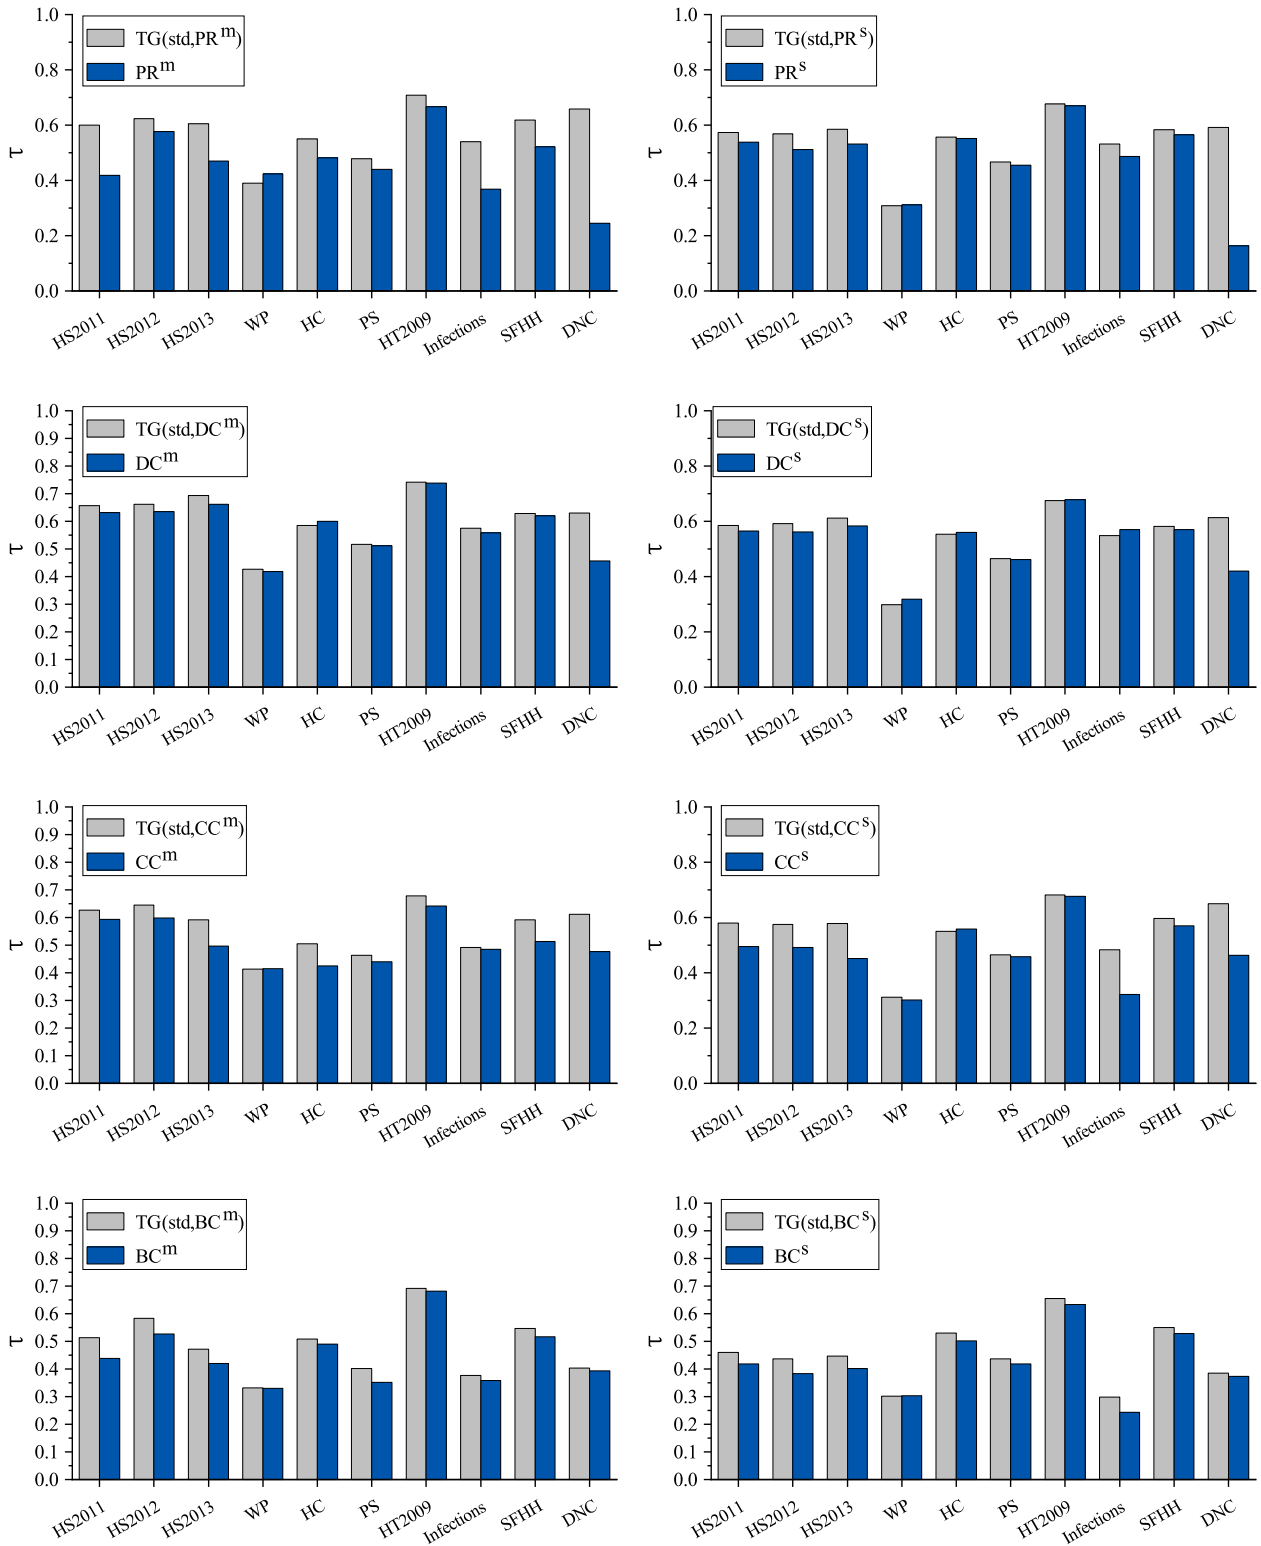 1.0
0.8
0.6
0.4
0.2
0.0
τ
TG(std,PR^m)
PR^m
HS2011 HS2012 HS2013 WP HC PS HT2009 Infections SFHH DNC
1.0
0.8
0.6
0.4
0.2
0.0
τ
TG(std,PR^s)
PR^s
HS2011 HS2012 HS2013 WP HC PS HT2009 Infections SFHH DNC
1.0
0.9
0.8
0.7
0.6
0.5
0.4
0.3
0.2
0.1
0.0
τ
TG(std,DC^m)
DC^m
HS2011 HS2012 HS2013 WP HC PS HT2009 Infections SFHH DNC
1.0
0.8
0.6
0.4
0.2
0.0
τ
TG(std,DC^s)
DC^s
HS2011 HS2012 HS2013 WP HC PS HT2009 Infections SFHH DNC
1.0
0.9
0.8
0.7
0.6
0.5
0.4
0.3
0.2
0.1
0.0
τ
TG(std,CC^m)
CC^m
HS2011 HS2012 HS2013 WP HC PS HT2009 Infections SFHH DNC
1.0
0.8
0.6
0.4
0.2
0.0
τ
TG(std,CC^s)
CC^s
HS2011 HS2012 HS2013 WP HC PS HT2009 Infections SFHH DNC
1.0
0.9
0.8
0.7
0.6
0.5
0.4
0.3
0.2
0.1
0.0
τ
TG(std,BC^m)
BC^m
HS2011 HS2012 HS2013 WP HC PS HT2009 Infections SFHH DNC
1.0
0.9
0.8
0.7
0.6
0.5
0.4
0.3
0.2
0.1
0.0
τ
TG(std,BC^s)
BC^s
HS2011 HS2012 HS2013 WP HC PS HT2009 Infections SFHH DNC